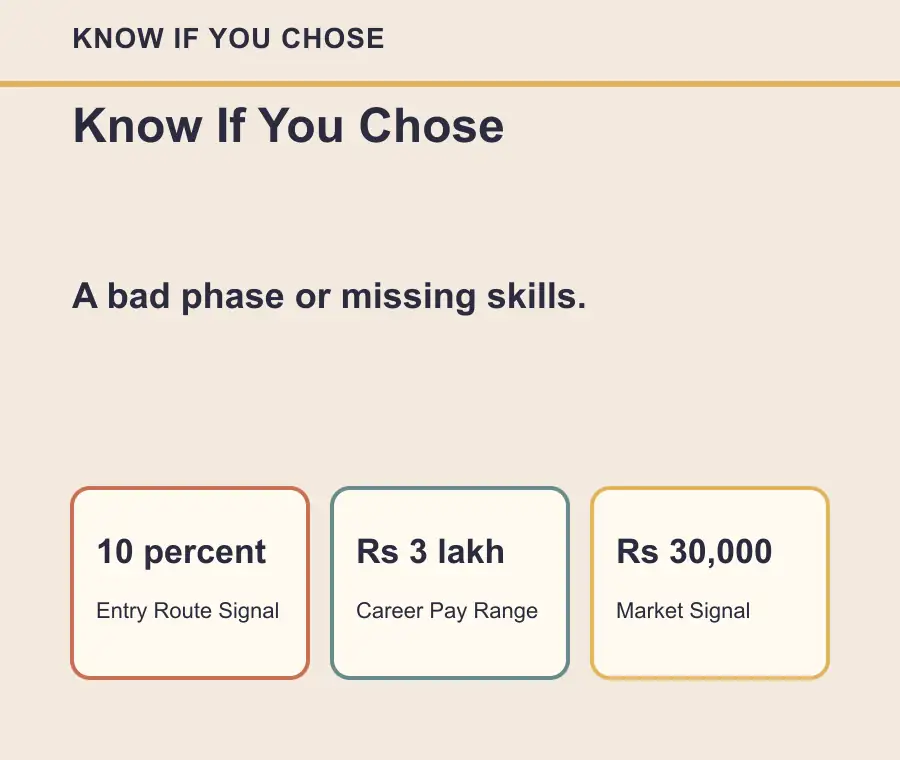 KNOW IF YOU CHOSE
Know If You Chose
A bad phase or missing skills.
10 percent
Entry Route Signal
Rs 3 lakh
Career Pay Range
Rs 30,000
Market Signal